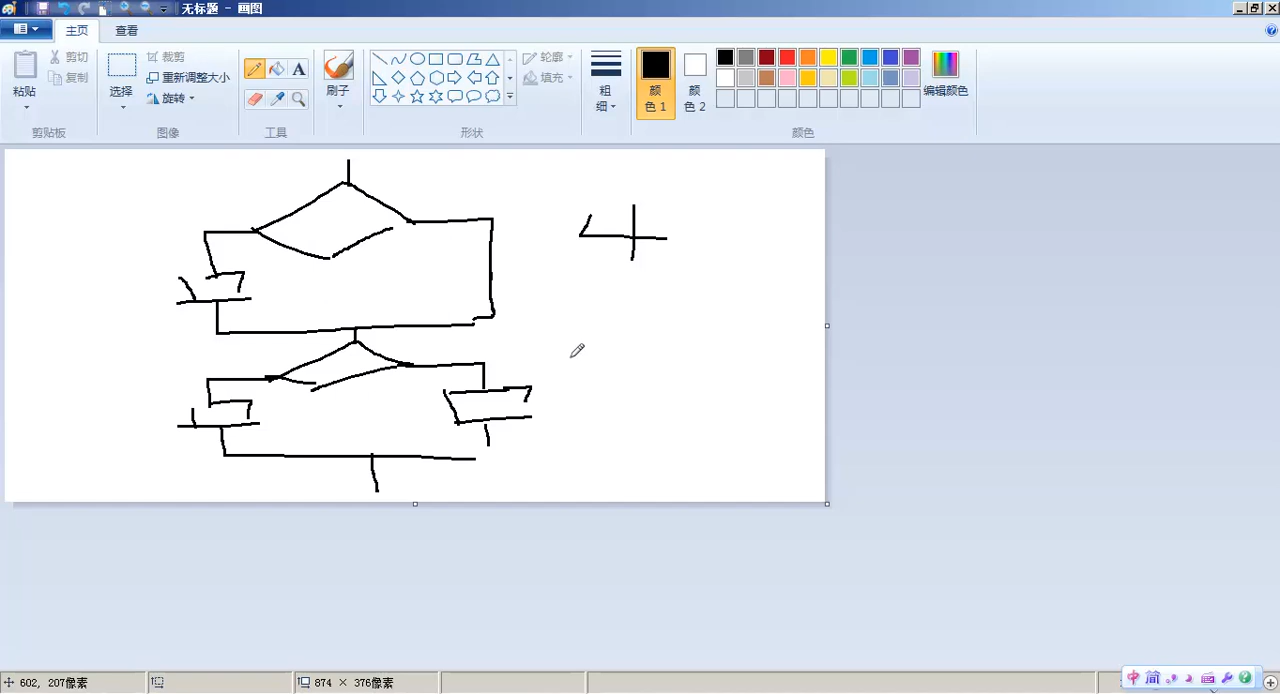 无标题 - 画图
主页 查看
粘贴
剪切
复制
剪贴板
选择
裁剪
重新调整大小
旋转
图像
A
工具
刷子
轮廓
填充
形状
粗细
颜色 1
颜色 2
编辑颜色
颜色
4
602, 207像素
874 × 376像素
中 简